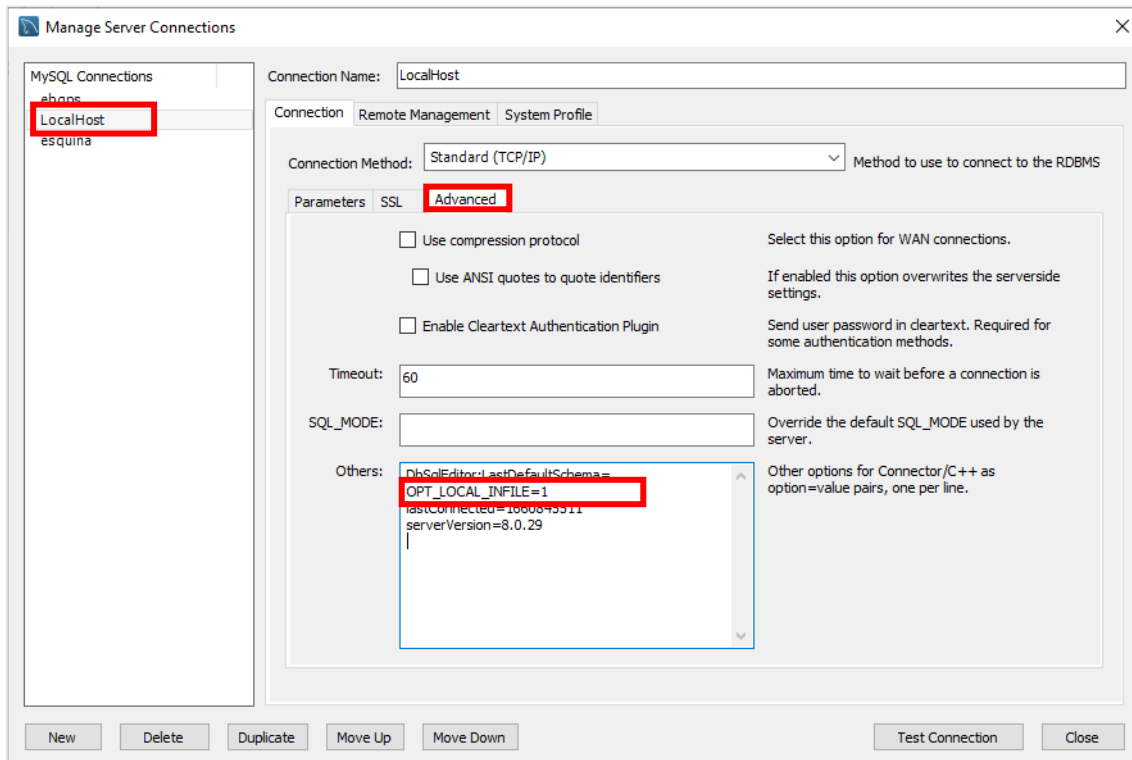 Manage Server Connections
MySQL Connections
ebgps
LocalHost
esquina
Connection Name: LocalHost
Connection Remote Management System Profile
Connection Method: Standard (TCP/IP) Method to use to connect to the RDBMS
Parameters SSL Advanced
Use compression protocol Select this option for WAN connections.
Use ANSI quotes to quote identifiers If enabled this option overwrites the serverside
settings.
Enable Cleartext Authentication Plugin Send user password in cleartext. Required for
some authentication methods.
Timeout: 60 Maximum time to wait before a connection is
aborted.
SQL_MODE: Override the default SQL_MODE used by the
server.
Others: DbSqlEditor:LastDefaultSchema= Other options for Connector/C++ as
OPT_LOCAL_INFILE=1 option=value pairs, one per line.
lastConnected=1660845511
serverVersion=8.0.29
New Delete Duplicate Move Up Move Down Test Connection Close